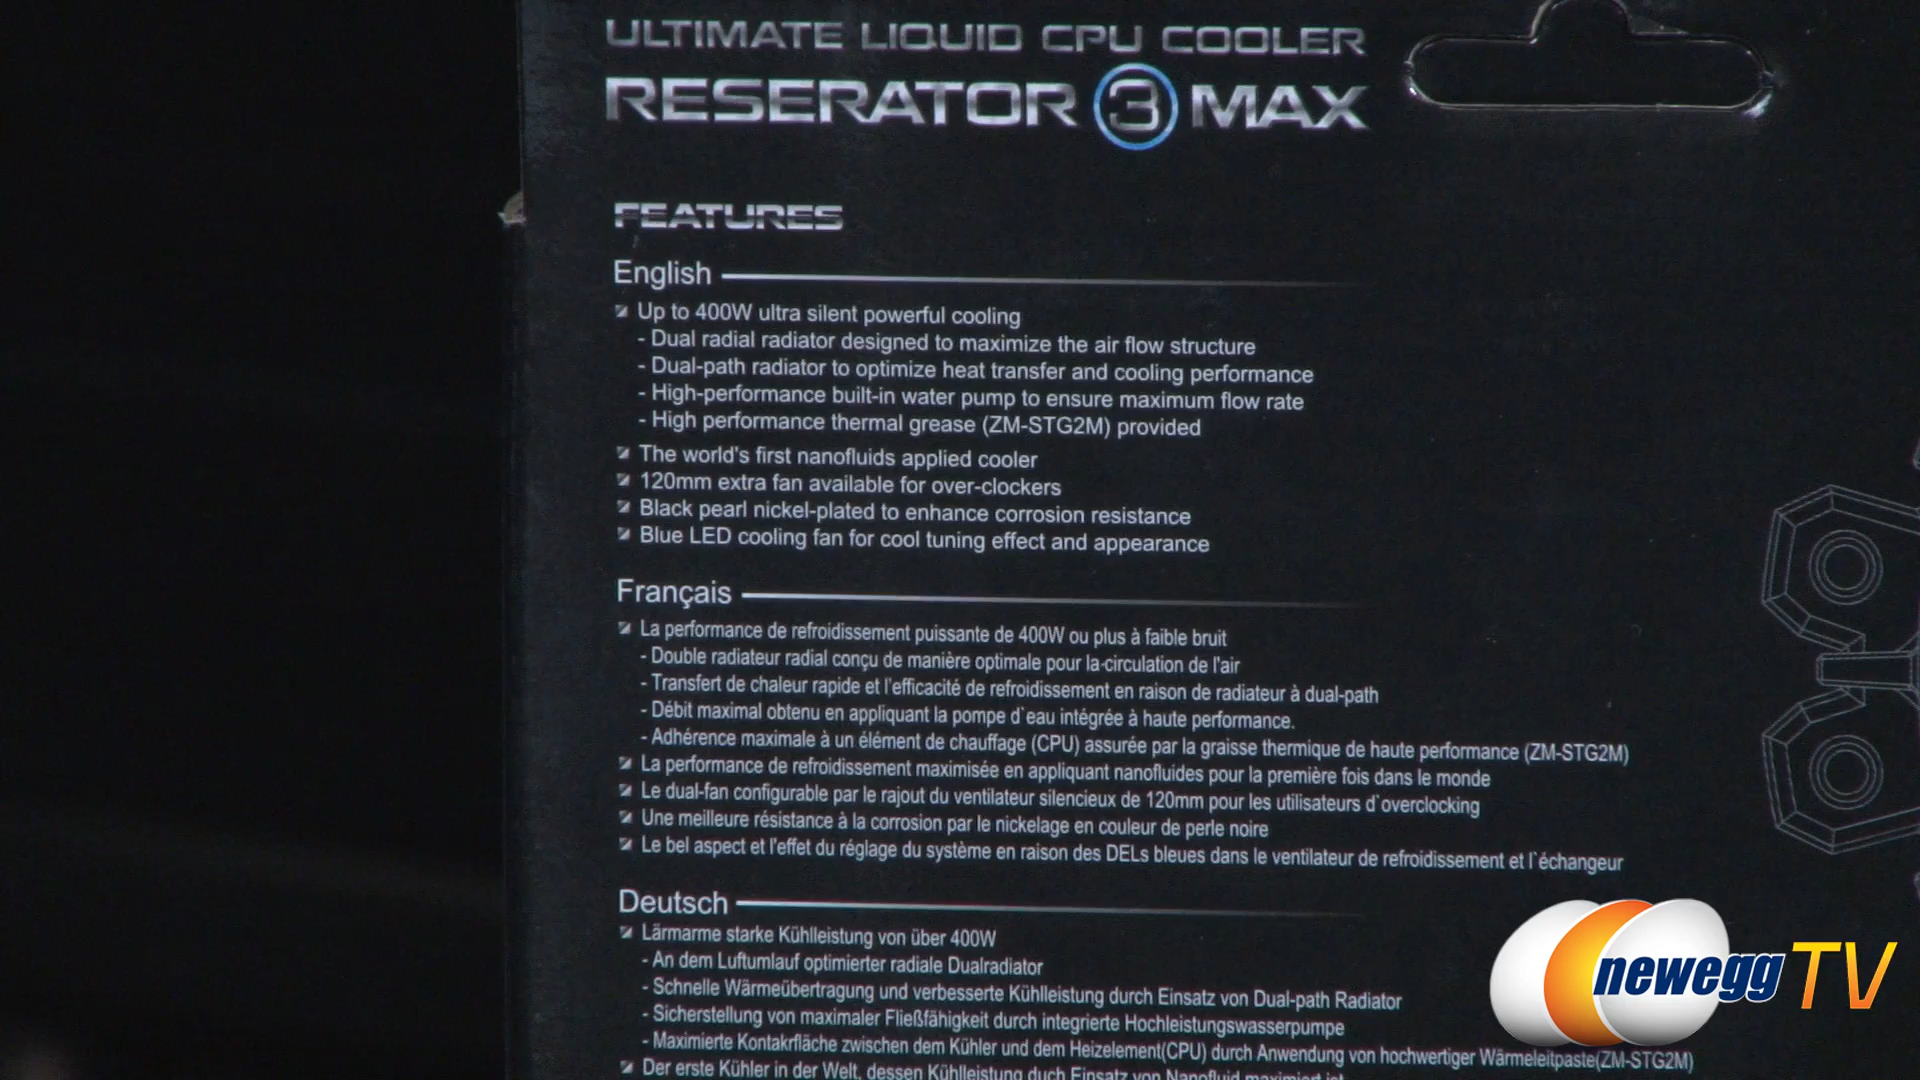 ULTIMATE LIQUID CPU COOLER
RESERATOR 3 MAX
FEATURES
English
Up to 400W ultra silent powerful cooling
- Dual radial radiator designed to maximize the air flow structure
- Dual-path radiator to optimize heat transfer and cooling performance
- High-performance built-in water pump to ensure maximum flow rate
- High performance thermal grease (ZM-STG2M) provided
The world's first nanofluids applied cooler
120mm extra fan available for over-clockers
Black pearl nickel-plated to enhance corrosion resistance
Blue LED cooling fan for cool tuning effect and appearance
Français
La performance de refroidissement puissante de 400W ou plus à faible bruit
- Double radiateur radial conçu de manière optimale pour la circulation de l'air
- Transfert de chaleur rapide et l'efficacité de refroidissement en raison de radiateur à dual-path
- Débit maximal obtenu en appliquant la pompe d`eau intégrée à haute performance.
- Adhérence maximale à un élément de chauffage (CPU) assurée par la graisse thermique de haute performance (ZM-STG2M)
La performance de refroidissement maximisée en appliquant nanofluides pour la première fois dans le monde
Le dual-fan configurable par le rajout du ventilateur silencieux de 120mm pour les utilisateurs d`overclocking
Une meilleure résistance à la corrosion par le nickelage en couleur de perle noire
Le bel aspect et l'effet du réglage du système en raison des DELs bleues dans le ventilateur de refroidissement et l`échangeur
Deutsch
Lärmarme starke Kühlleistung von über 400W
- An dem Luftumlauf optimierter radiale Dualradiator
- Schnelle Wärmeübertragung und verbesserte Kühlleistung durch Einsatz von Dual-path Radiator
- Sicherstellung von maximaler Fließfähigkeit durch integrierte Hochleistungswasserpumpe
- Maximierte Kontakrfläche zwischen dem Kühler und dem Heizelement(CPU) durch Anwendung von hochwertiger Wärmeleitpaste(ZM-STG2M)
Der erste Kühler in der Welt, dessen Kühlleistung duch Einsatz von Nanofluid maximiert ist
newegg TV